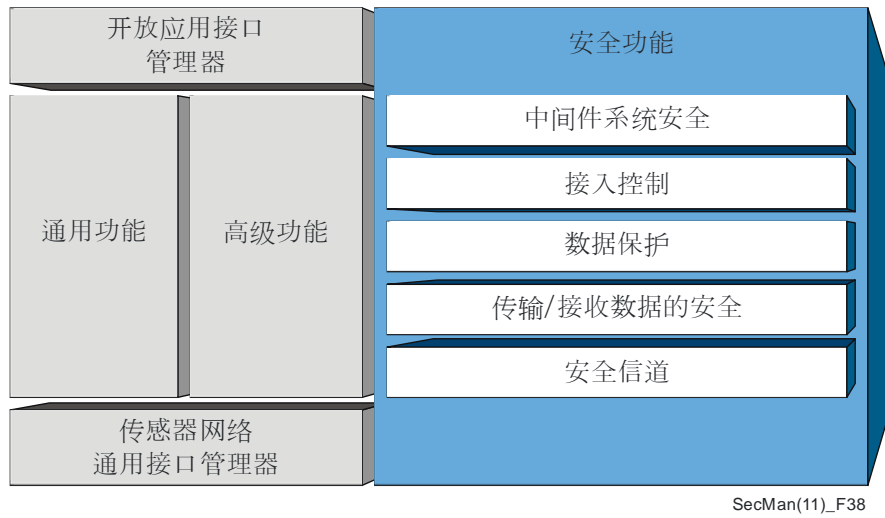 开放应用接口
管理器
通用功能
高级功能
传感器网络
通用接口管理器
安全功能
中间件系统安全
接入控制
数据保护
传输/接收数据的安全
安全信道
SecMan(11)_F38